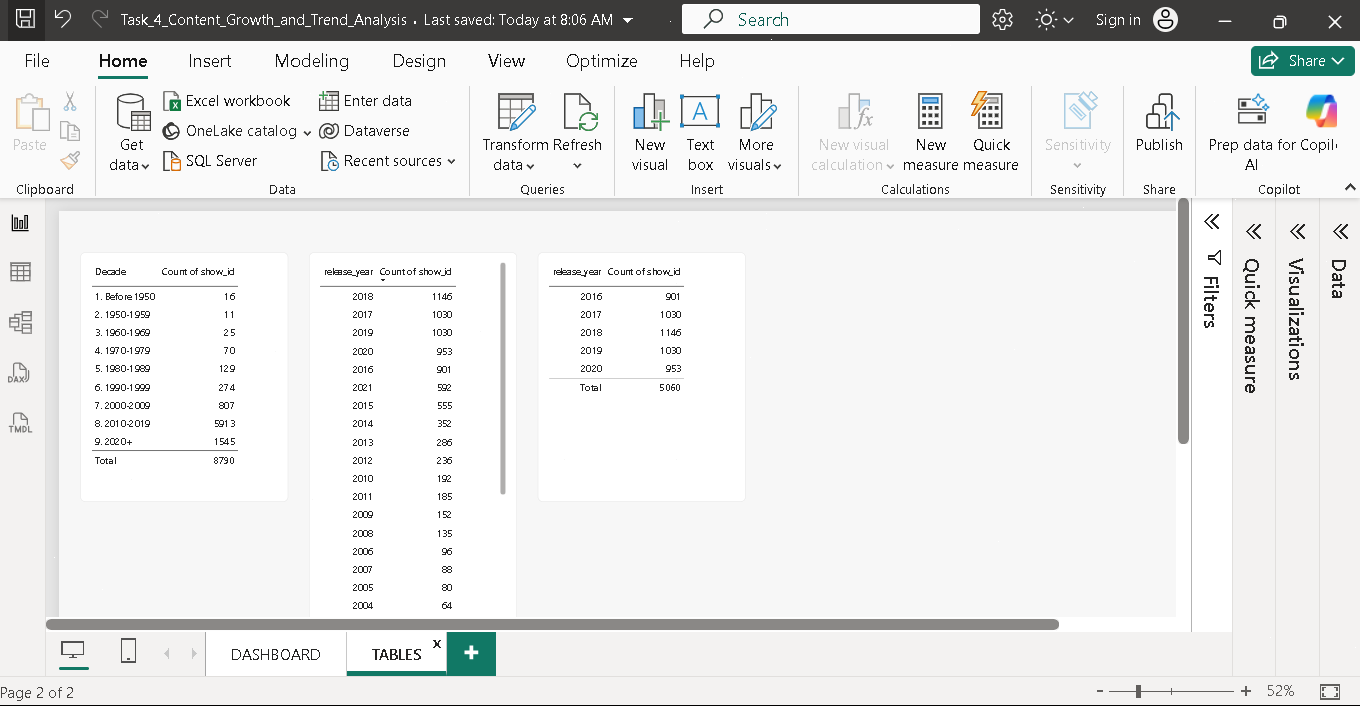 Task_4_Content_Growth_and_Trend_Analysis • Last saved: Today at 8:06 AM
Search
Sign in
File Home Insert Modeling Design View Optimize Help
Share
Paste
Clipboard
Get data
Excel workbook
OneLake catalog
SQL Server
Enter data
Dataverse
Recent sources
Data
Transform data
Refresh
Queries
New visual
Text box
More visuals
Insert
New visual calculation
New measure
Quick measure
Calculations
Sensitivity
Sensitivity
Publish
Share
Prep data for AI
Copil
Copilot
DAX
TMDL
Decade Count of show_id
1. Before 1950 16
2. 1950-1959 11
3. 1960-1969 25
4. 1970-1979 70
5. 1980-1989 129
6. 1990-1999 274
7. 2000-2009 807
8. 2010-2019 5913
9. 2020+ 1545
Total 8790
release_year Count of show_id
2018 1146
2017 1030
2019 1030
2020 953
2016 901
2021 592
2015 555
2014 352
2013 286
2012 236
2010 192
2011 185
2009 152
2008 135
2006 96
2007 88
2005 80
2004 64
release_year Count of show_id
2016 901
2017 1030
2018 1146
2019 1030
2020 953
Total 5060
Filters
Quick measure
Visualizations
Data
DASHBOARD
TABLES
x
Page 2 of 2
52%